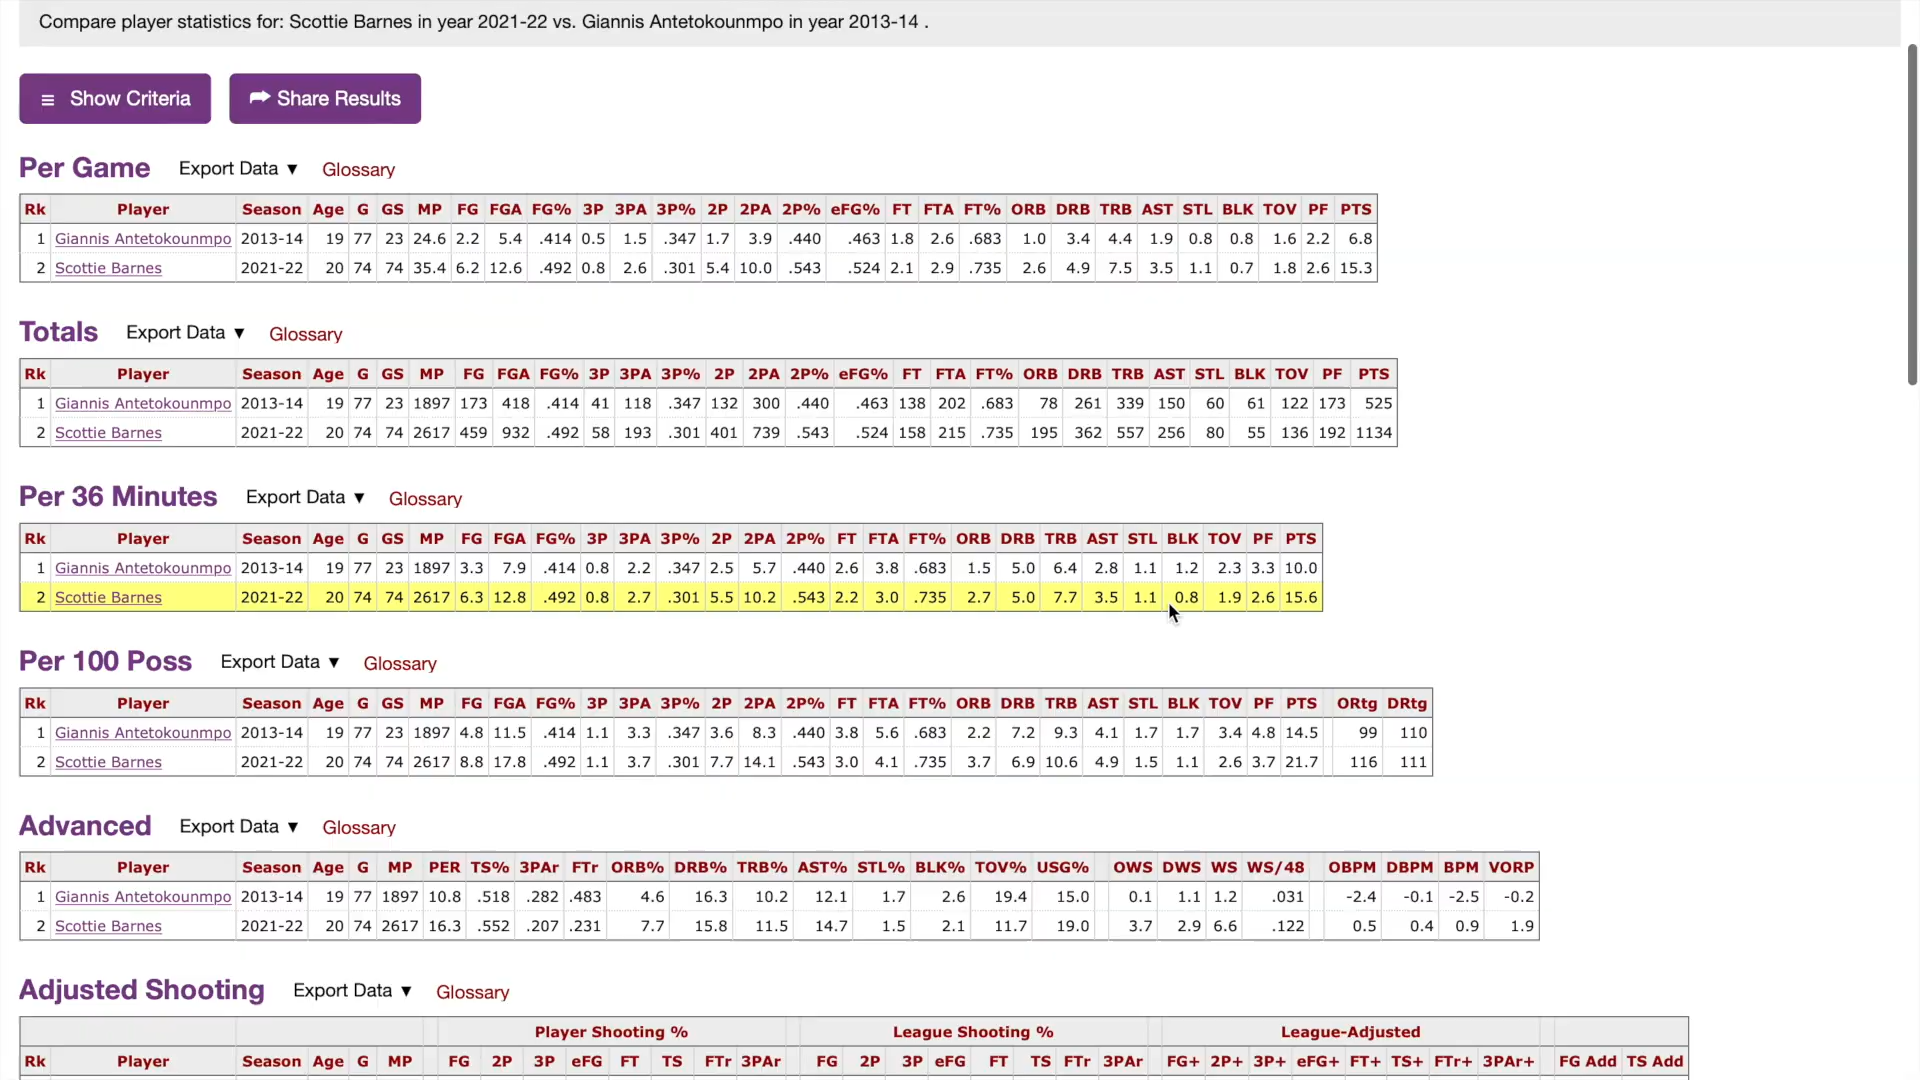 Compare player statistics for: Scottie Barnes in year 2021-22 vs. Giannis Antetokounmpo in year 2013-14 .
Show Criteria Share Results
Per Game Export Data ▼ Glossary
Rk Player Season Age G GS MP FG FGA FG% 3P 3PA 3P% 2P 2PA 2P% eFG% FT FTA FT% ORB DRB TRB AST STL BLK TOV PF PTS
1 Giannis Antetokounmpo 2013-14 19 77 23 24.6 2.2 5.4 .414 0.5 1.5 .347 1.7 3.9 .440 .463 1.8 2.6 .683 1.0 3.4 4.4 1.9 0.8 0.8 1.6 2.2 6.8
2 Scottie Barnes 2021-22 20 74 74 35.4 6.2 12.6 .492 0.8 2.6 .301 5.4 10.0 .543 .524 2.1 2.9 .735 2.6 4.9 7.5 3.5 1.1 0.7 1.8 2.6 15.3
Totals Export Data ▼ Glossary
Rk Player Season Age G GS MP FG FGA FG% 3P 3PA 3P% 2P 2PA 2P% eFG% FT FTA FT% ORB DRB TRB AST STL BLK TOV PF PTS
1 Giannis Antetokounmpo 2013-14 19 77 23 1897 173 418 .414 41 118 .347 132 300 .440 .463 138 202 .683 78 261 339 150 60 61 122 173 525
2 Scottie Barnes 2021-22 20 74 74 2617 459 932 .492 58 193 .301 401 739 .543 .524 158 215 .735 195 362 557 256 80 55 136 192 1134
Per 36 Minutes Export Data ▼ Glossary
Rk Player Season Age G GS MP FG FGA FG% 3P 3PA 3P% 2P 2PA 2P% FT FTA FT% ORB DRB TRB AST STL BLK TOV PF PTS
1 Giannis Antetokounmpo 2013-14 19 77 23 1897 3.3 7.9 .414 0.8 2.2 .347 2.5 5.7 .440 2.6 3.8 .683 1.5 5.0 6.4 2.8 1.1 1.2 2.3 3.3 10.0
2 Scottie Barnes 2021-22 20 74 74 2617 6.3 12.8 .492 0.8 2.7 .301 5.5 10.2 .543 2.2 3.0 .735 2.7 5.0 7.7 3.5 1.1 0.8 1.9 2.6 15.6
Per 100 Poss Export Data ▼ Glossary
Rk Player Season Age G GS MP FG FGA FG% 3P 3PA 3P% 2P 2PA 2P% FT FTA FT% ORB DRB TRB AST STL BLK TOV PF PTS ORtg DRtg
1 Giannis Antetokounmpo 2013-14 19 77 23 1897 4.8 11.5 .414 1.1 3.3 .347 3.6 8.3 .440 3.8 5.6 .683 2.2 7.2 9.3 4.1 1.7 1.7 3.4 4.8 14.5 99 110
2 Scottie Barnes 2021-22 20 74 74 2617 8.8 17.8 .492 1.1 3.7 .301 7.7 14.1 .543 3.0 4.1 .735 3.7 6.9 10.6 4.9 1.5 1.1 2.6 3.7 21.7 116 111
Advanced Export Data ▼ Glossary
Rk Player Season Age G MP PER TS% 3PAr FTr ORB% DRB% TRB% AST% STL% BLK% TOV% USG% OWS DWS WS WS/48 OBPM DBPM BPM VORP
1 Giannis Antetokounmpo 2013-14 19 77 1897 10.8 .518 .282 .483 4.6 16.3 10.2 12.1 1.7 2.6 19.4 15.0 0.1 1.1 1.2 .031 -2.4 -0.1 -2.5 -0.2
2 Scottie Barnes 2021-22 20 74 2617 16.3 .552 .207 .231 7.7 15.8 11.5 14.7 1.5 2.1 11.7 19.0 3.7 2.9 6.6 .122 0.5 0.4 0.9 1.9
Adjusted Shooting Export Data ▼ Glossary
Player Shooting % League Shooting % League-Adjusted
Rk Player Season Age G MP FG 2P 3P eFG FT TS FTr 3PAr FG 2P 3P eFG FT TS FTr 3PAr FG+ 2P+ 3P+ eFG+ FT+ TS+ FTr+ 3PAr+ FG Add TS Add